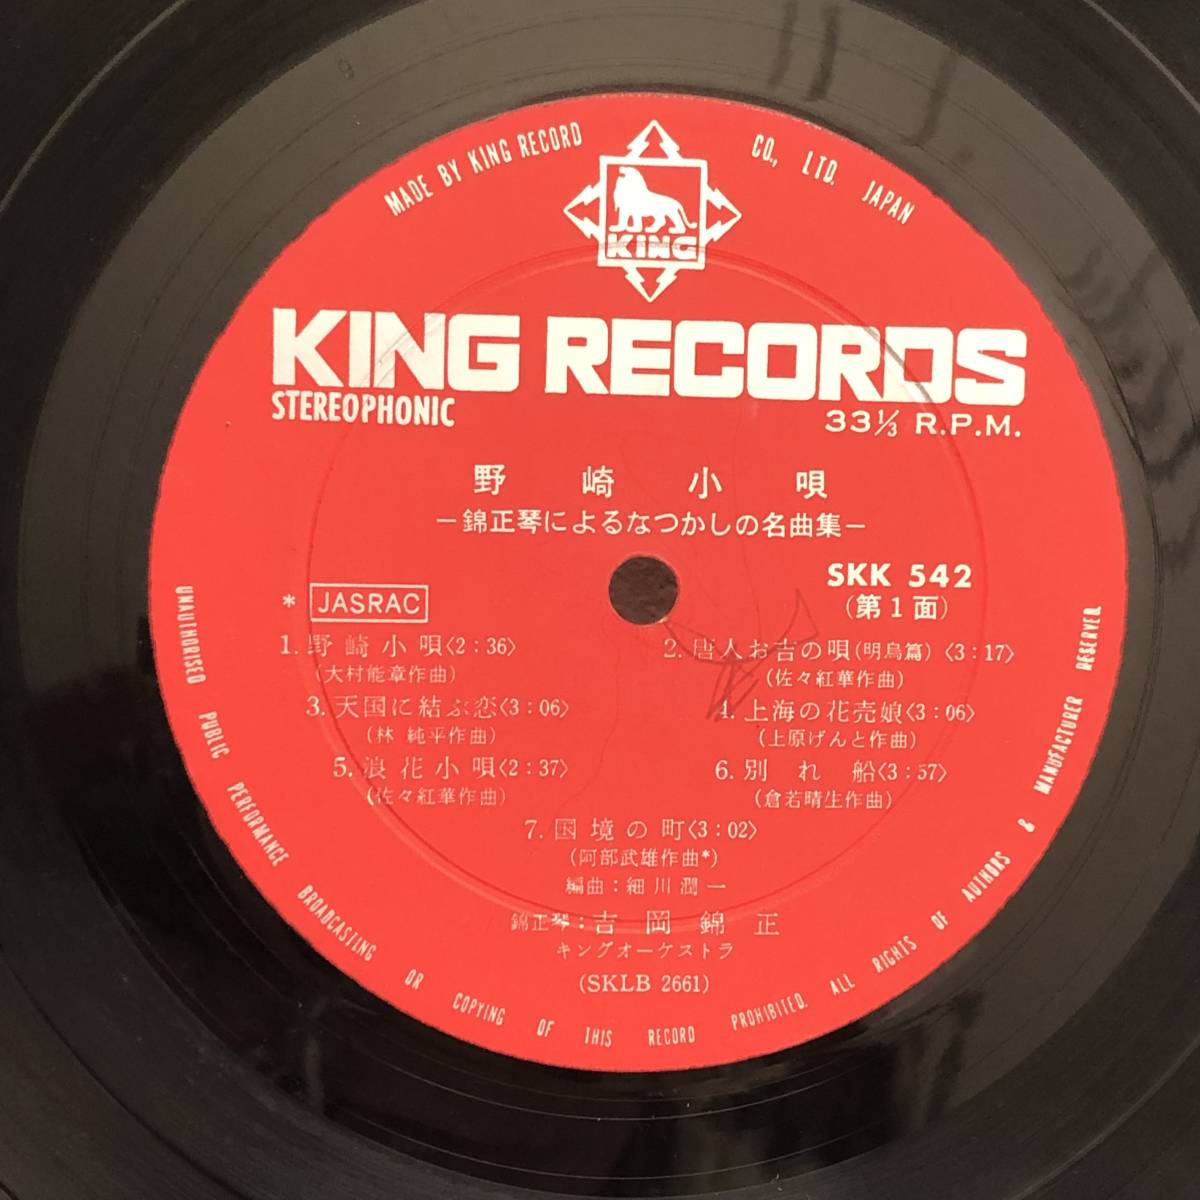 MADE BY KING RECORD CO., LTD. JAPAN
KING
KING RECORDS
STEREOPHONIC
33⅓ R.P.M.
野崎小唄
−錦正琴によるなつかしの名曲集−
SKK 542
* JASRAC
(第1面)
1. 野崎小唄〈2:36〉
(大村能章作曲)
2. 唐人お吉の唄(明烏篇)〈3:17〉
(佐々紅華作曲)
3. 天国に結ぶ恋〈3:06〉
(林 純平作曲)
4. 上海の花売娘〈3:06〉
(上原げんと作曲)
5. 浪花小唄〈2:37〉
(佐々紅華作曲)
6. 別れ船〈3:57〉
(倉若晴生作曲)
7. 国境の町〈3:02〉
(阿部武雄作曲*)
編曲:細川潤一
錦正琴:吉岡錦正
キングオーケストラ
(SKLB 2661)
UNAUTHORISED PUBLIC PERFORMANCE BROADCASTING OR COPYING OF THIS RECORD PROHIBITED. ALL RIGHTS OF AUTHORS & MANUFACTURER RESERVED